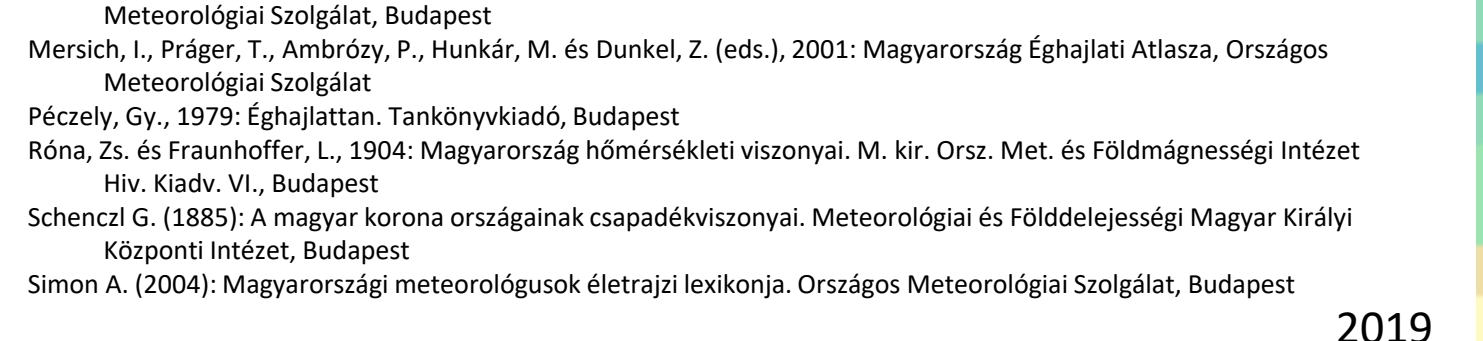 Meteorológiai Szolgálat, Budapest
Mersich, I., Práger, T., Ambrózy, P., Hunkár, M. és Dunkel, Z. (eds.), 2001: Magyarország Éghajlati Atlasza, Országos
Meteorológiai Szolgálat
Péczely, Gy., 1979: Éghajlattan. Tankönyvkiadó, Budapest
Róna, Zs. és Fraunhoffer, L., 1904: Magyarország hőmérsékleti viszonyai. M. kir. Orsz. Met. és Földmágnességi Intézet
Hiv. Kiadv. VI., Budapest
Schenczl G. (1885): A magyar korona országainak csapadékviszonyai. Meteorológiai és Földdelejességi Magyar Királyi
Központi Intézet, Budapest
Simon A. (2004): Magyarországi meteorológusok életrajzi lexikonja. Országos Meteorológiai Szolgálat, Budapest
2019